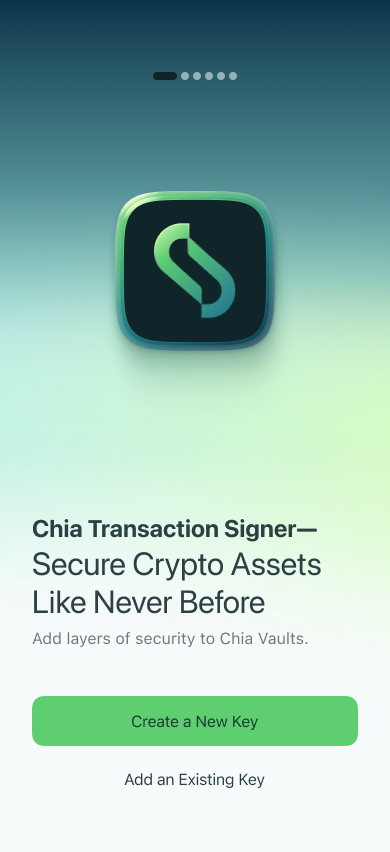 Chia Transaction Signer—
Secure Crypto Assets
Like Never Before
Add layers of security to Chia Vaults.
Create a New Key
Add an Existing Key